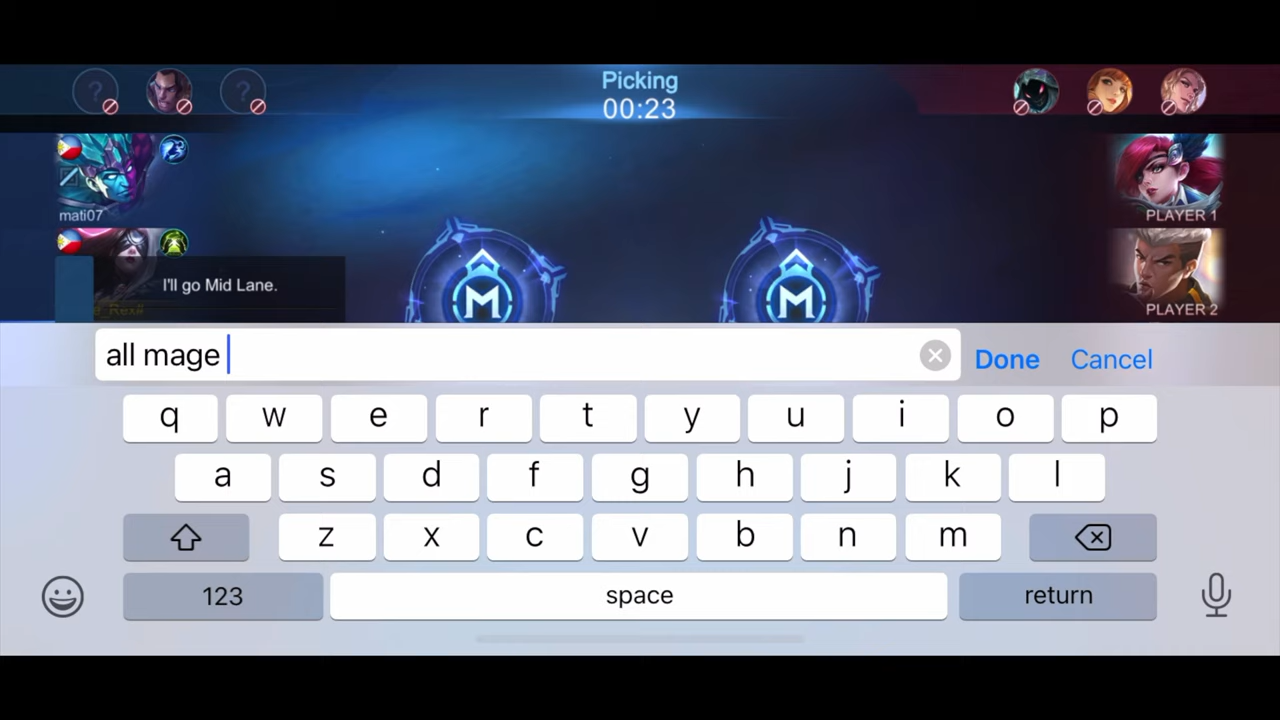 Picking
00:23
mati07
PLAYER 1
I'll go Mid Lane.
PLAYER 2
all mage
Done
Cancel
q w e r t y u i o p
a s d f g h j k l
z x c v b n m
123
space
return